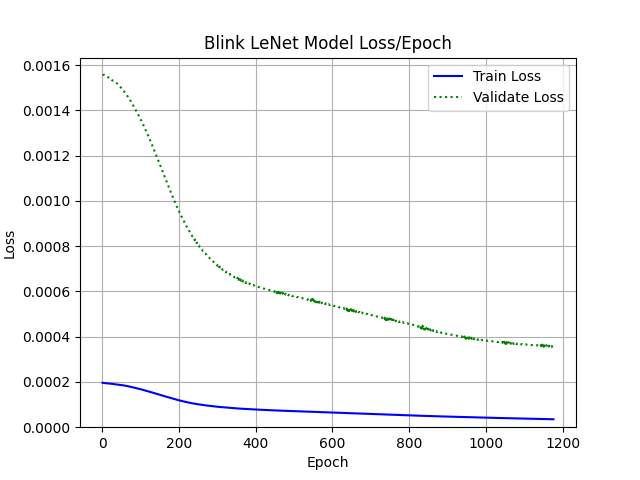 Blink LeNet Model Loss/Epoch
Train Loss
Validate Loss
0.0016
0.0014
0.0012
0.0010
0.0008
0.0006
0.0004
0.0002
0.0000
Loss
0 200 400 600 800 1000 1200
Epoch